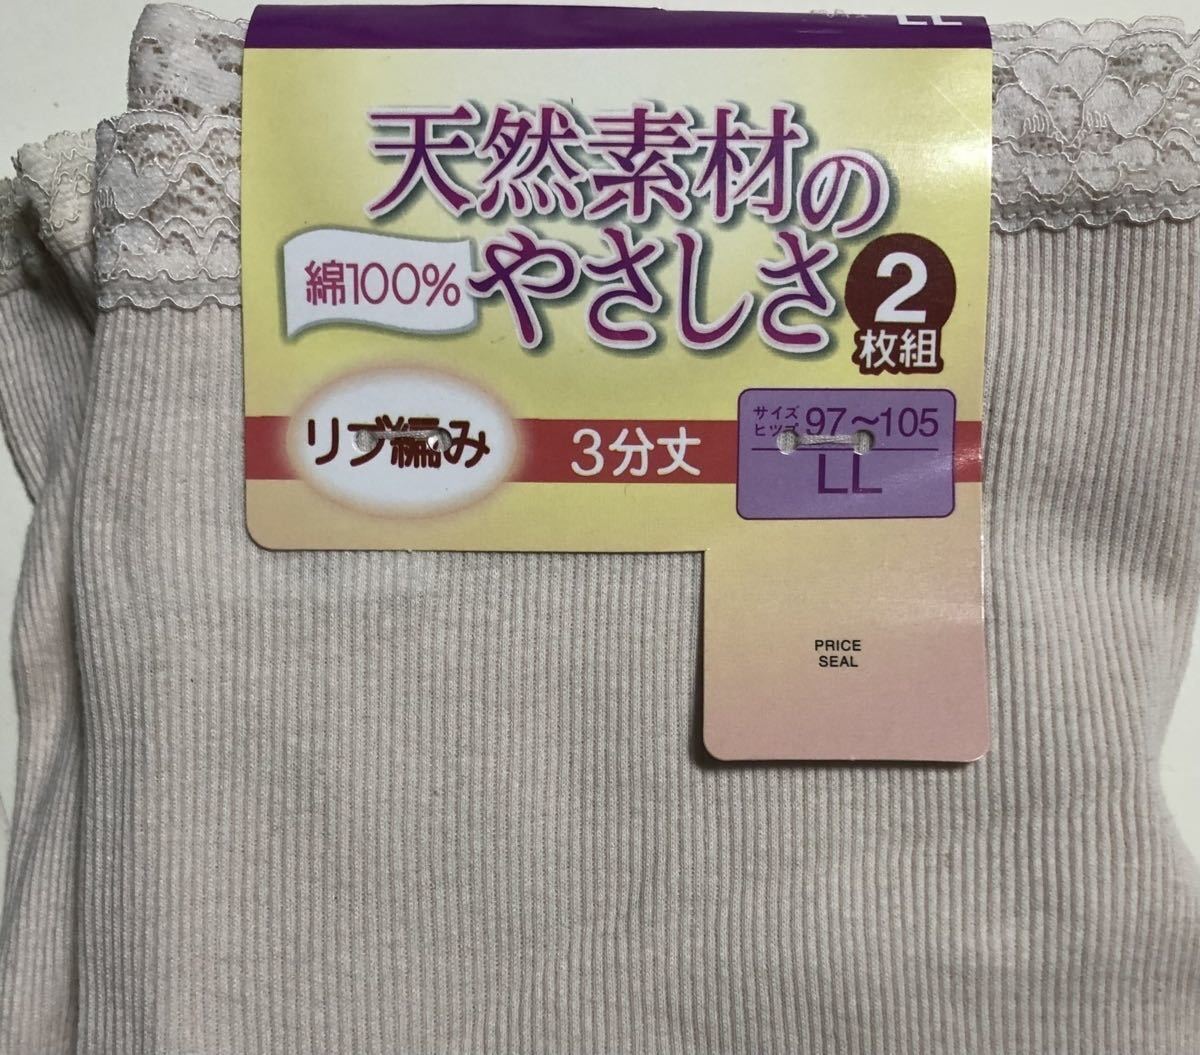 LL
天然素材の
綿100%
やさしさ
2
枚組
リブ編み
3分丈
サイズ
ヒップ 97〜105
LL
PRICE
SEAL